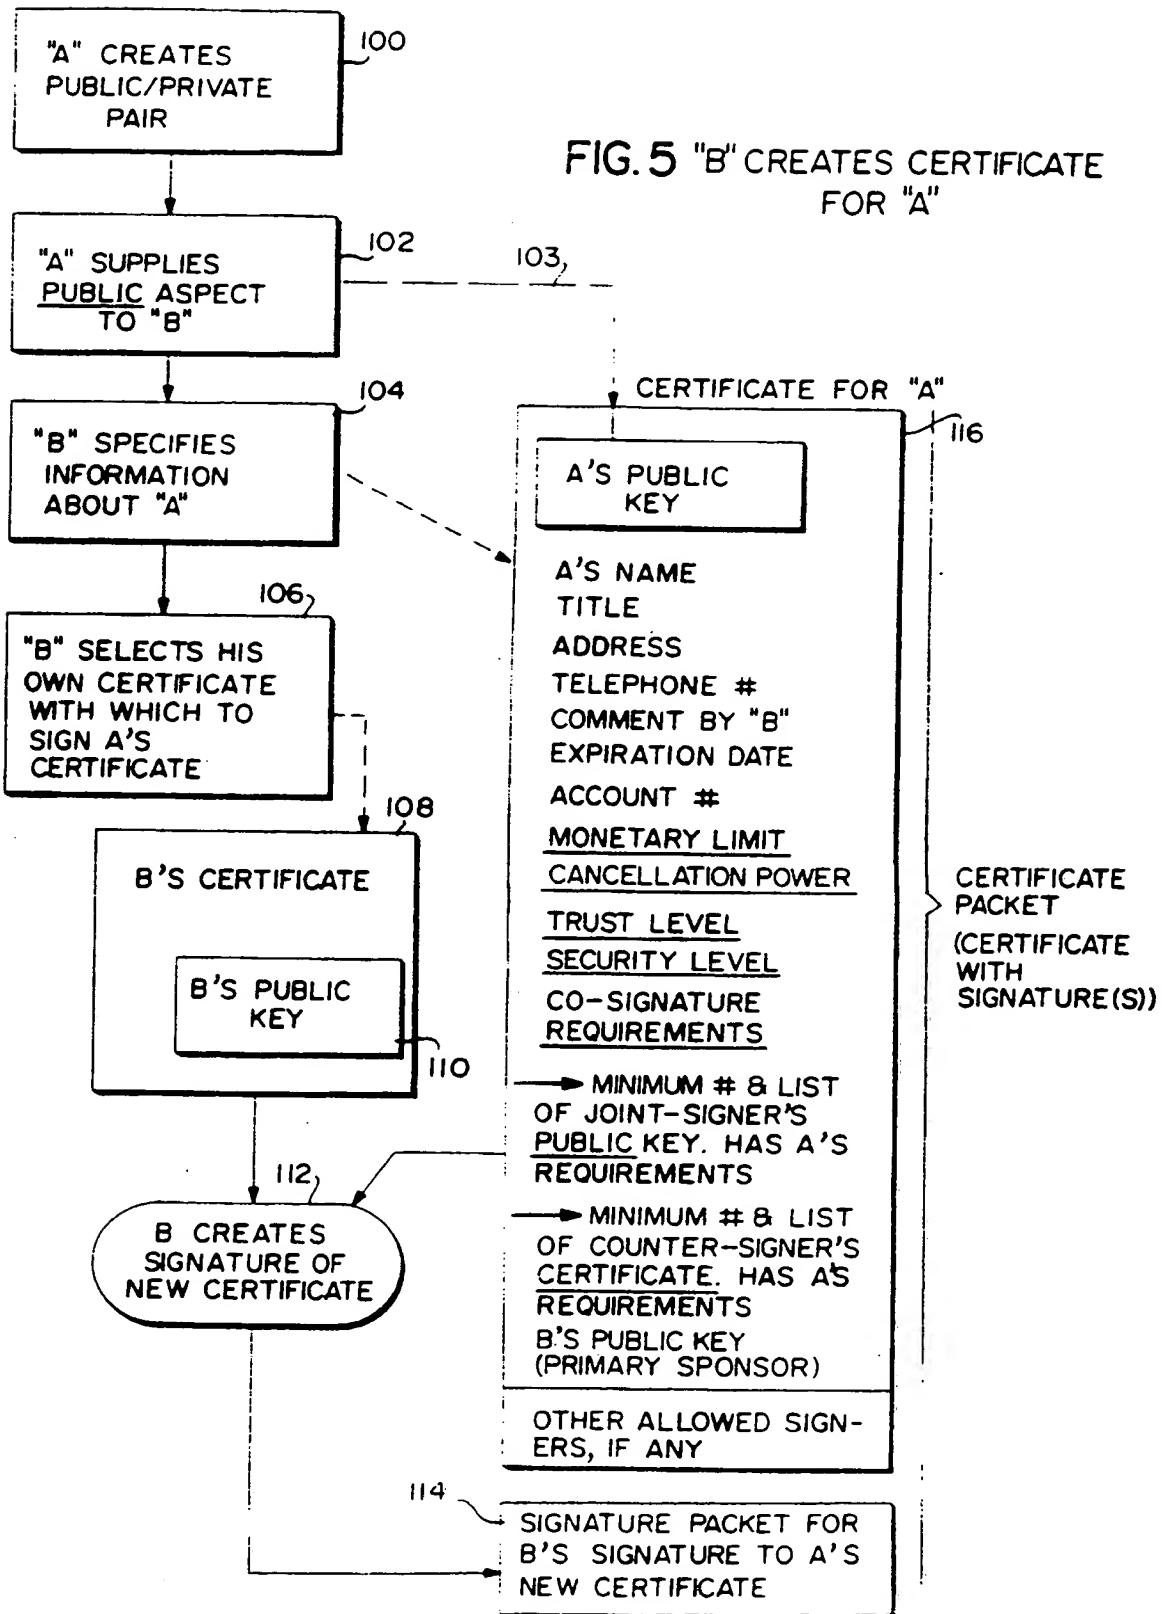 "A" CREATES
PUBLIC/PRIVATE
PAIR
100
FIG. 5 "B" CREATES CERTIFICATE
FOR "A"
"A" SUPPLIES
PUBLIC ASPECT
TO "B"
102
103
"B" SPECIFIES
INFORMATION
ABOUT "A"
104
"B" SELECTS HIS
OWN CERTIFICATE
WITH WHICH TO
SIGN A'S
CERTIFICATE
106
B'S CERTIFICATE
108
B'S PUBLIC
KEY
110
B CREATES
SIGNATURE OF
NEW CERTIFICATE
112
CERTIFICATE FOR "A"
116
A'S PUBLIC
KEY
A'S NAME
TITLE
ADDRESS
TELEPHONE #
COMMENT BY "B"
EXPIRATION DATE
ACCOUNT #
MONETARY LIMIT
CANCELLATION POWER
TRUST LEVEL
SECURITY LEVEL
CO-SIGNATURE
REQUIREMENTS
MINIMUM # & LIST
OF JOINT-SIGNER'S
PUBLIC KEY. HAS A'S
REQUIREMENTS
MINIMUM # & LIST
OF COUNTER-SIGNER'S
CERTIFICATE. HAS A'S
REQUIREMENTS
B'S PUBLIC KEY
(PRIMARY SPONSOR)
OTHER ALLOWED SIGN-
ERS, IF ANY
CERTIFICATE
PACKET
(CERTIFICATE
WITH
SIGNATURE(S))
114
SIGNATURE PACKET FOR
B'S SIGNATURE TO A'S
NEW CERTIFICATE